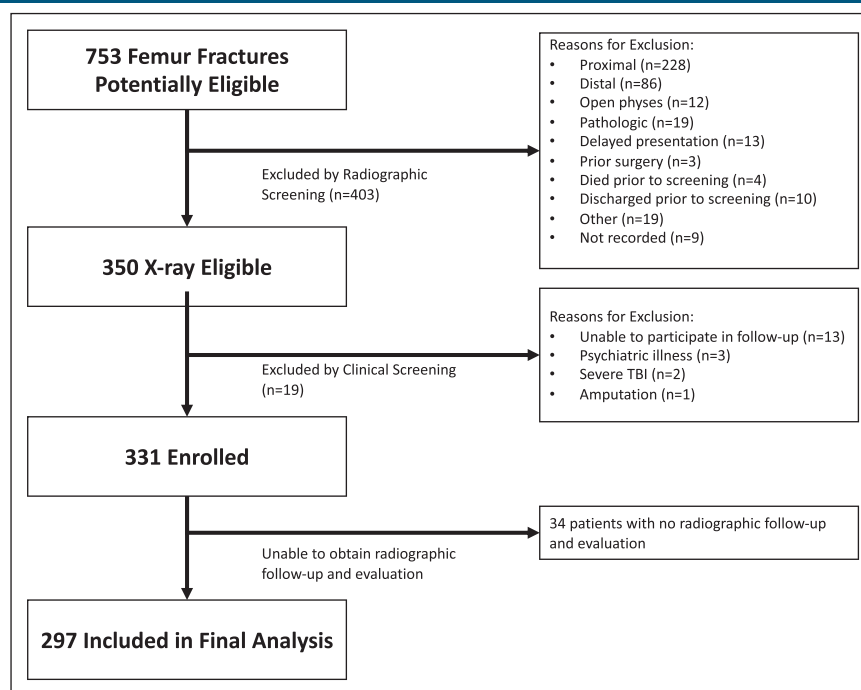 753 Femur Fractures
Potentially Eligible
Reasons for Exclusion:
• Proximal (n=228)
• Distal (n=86)
• Open physes (n=12)
• Pathologic (n=19)
• Delayed presentation (n=13)
• Prior surgery (n=3)
• Died prior to screening (n=4)
• Discharged prior to screening (n=10)
• Other (n=19)
• Not recorded (n=9)
Excluded by Radiographic
Screening (n=403)
350 X-ray Eligible
Reasons for Exclusion:
• Unable to participate in follow-up (n=13)
• Psychiatric illness (n=3)
• Severe TBI (n=2)
• Amputation (n=1)
Excluded by Clinical Screening
(n=19)
331 Enrolled
34 patients with no radiographic follow-up
and evaluation
Unable to obtain radiographic
follow-up and evaluation
297 Included in Final Analysis